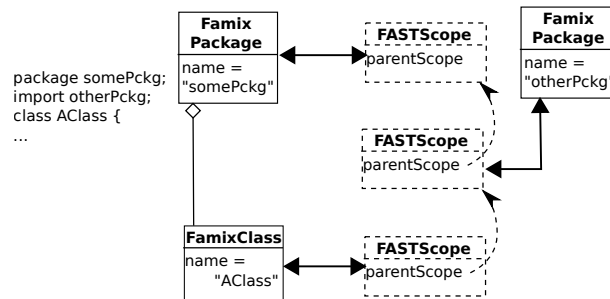 package somePckg;
import otherPckg;
class AClass {
...
Famix
Package
name =
"somePckg"
FASTScope
parentScope
Famix
Package
name =
"otherPckg"
FASTScope
parentScope
FamixClass
name =
"AClass"
FASTScope
parentScope